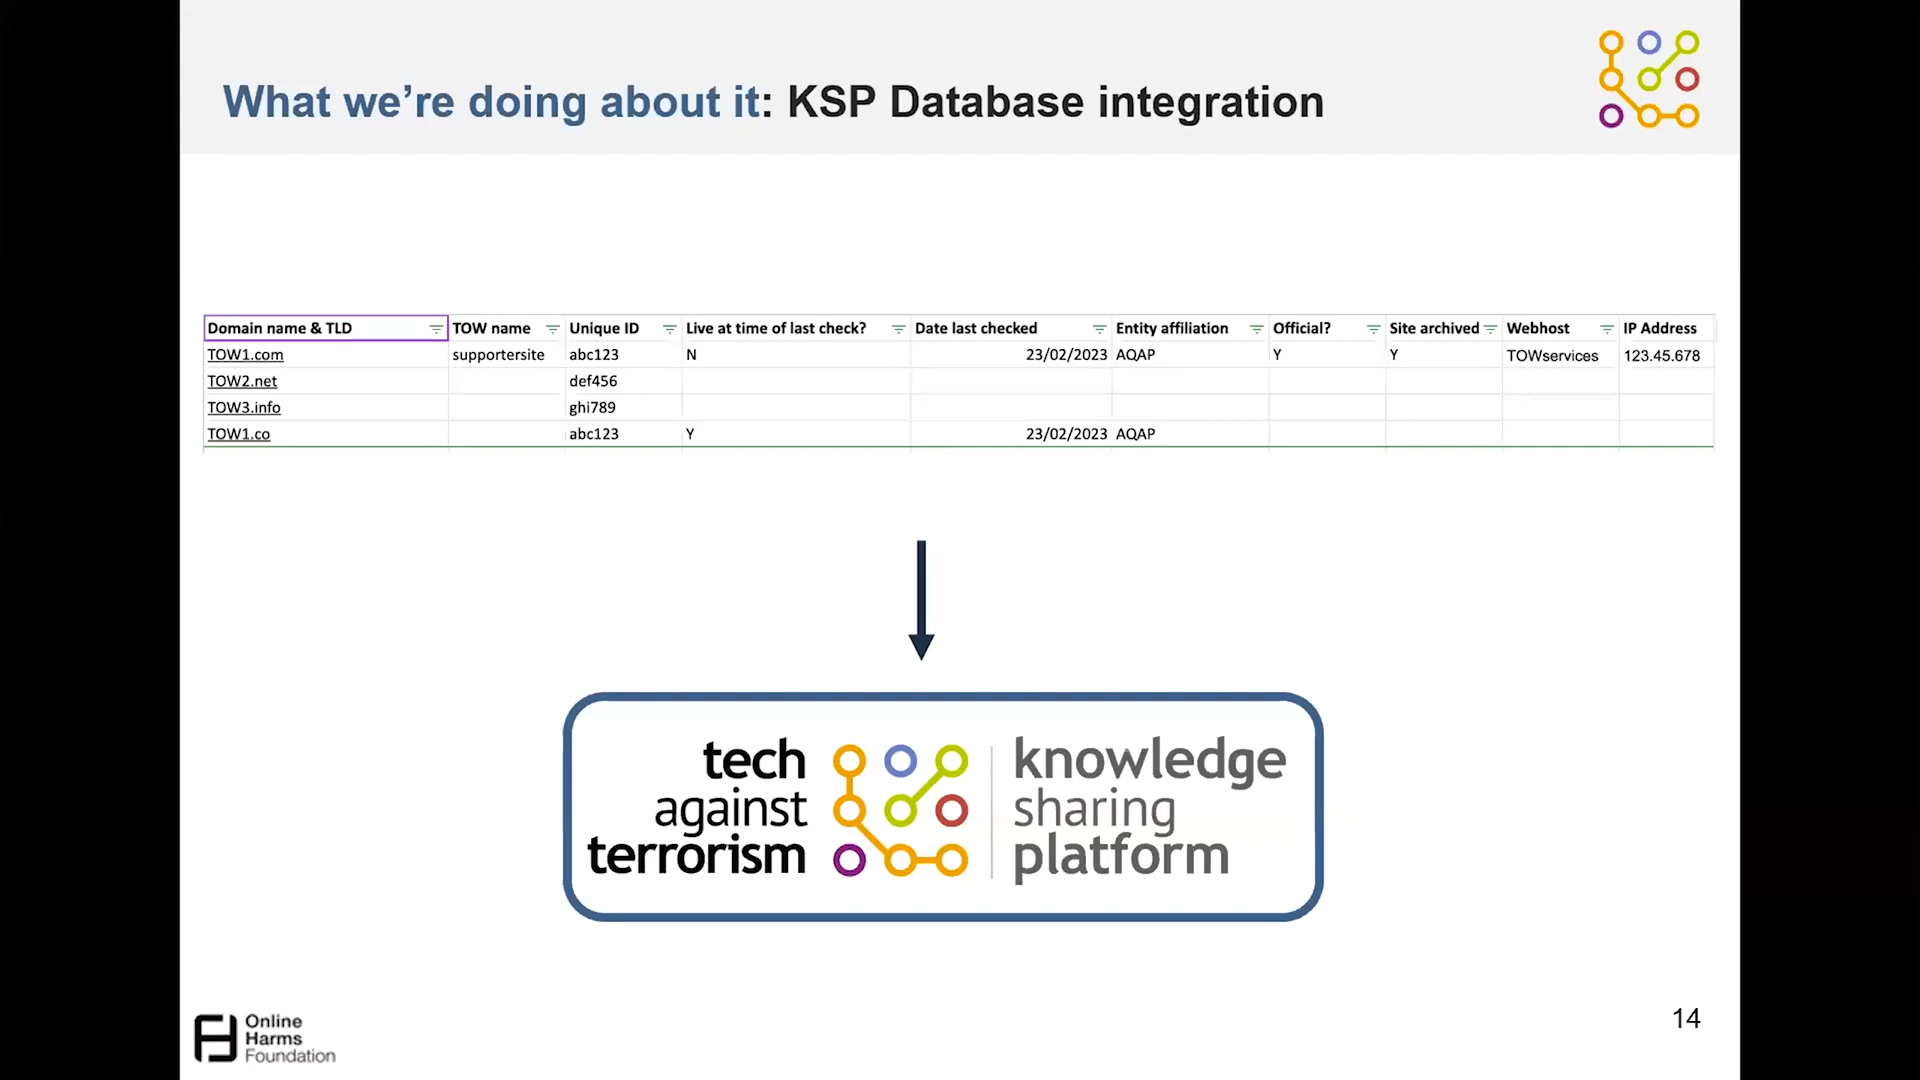 What we're doing about it: KSP Database integration
Domain name & TLD TOW name Unique ID Live at time of last check? Date last checked Entity affiliation Official? Site archived Webhost IP Address
TOW1.com supportersite abc123 N 23/02/2023 AQAP Y Y TOWservices 123.45.678
TOW2.net def456
TOW3.info ghi789
TOW1.co abc123 Y 23/02/2023 AQAP
tech
against
terrorism
knowledge
sharing
platform
Online
Harms
Foundation
14